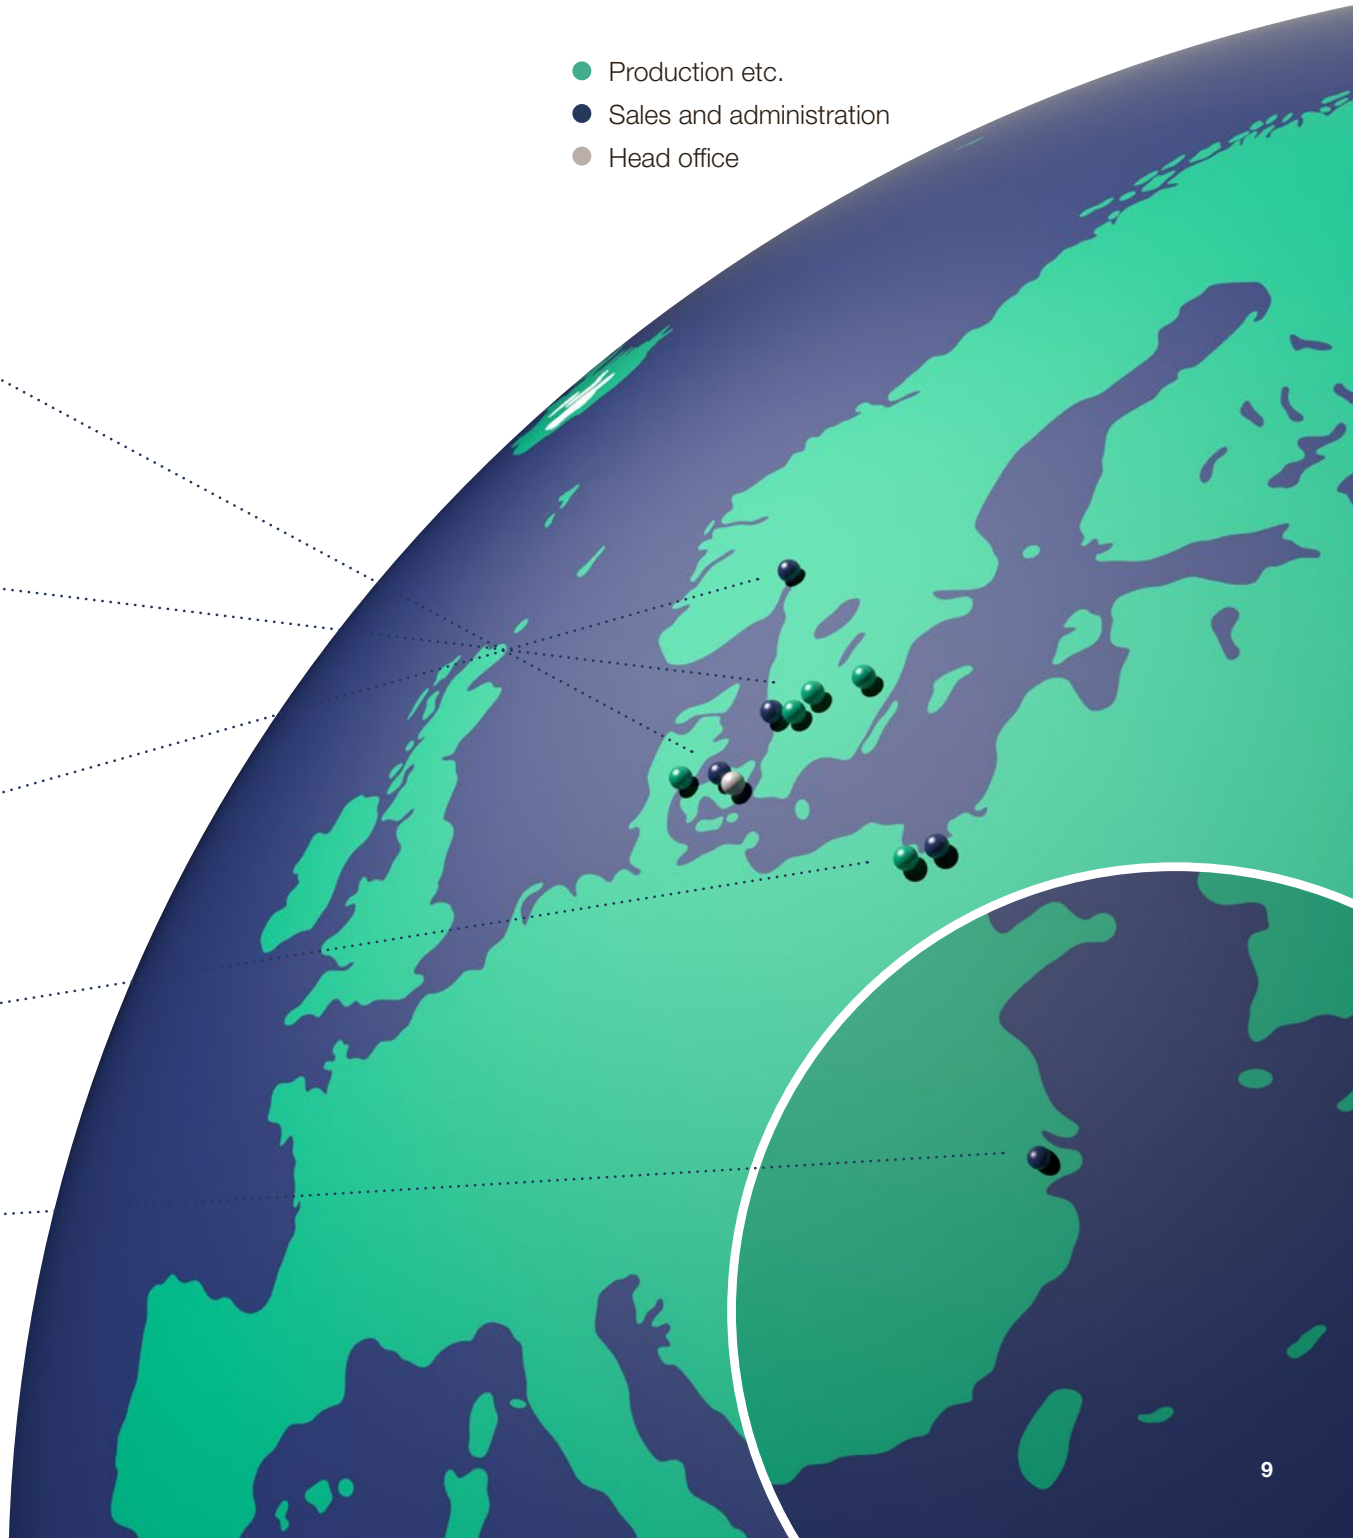 Production etc.
Sales and administration
Head office
9